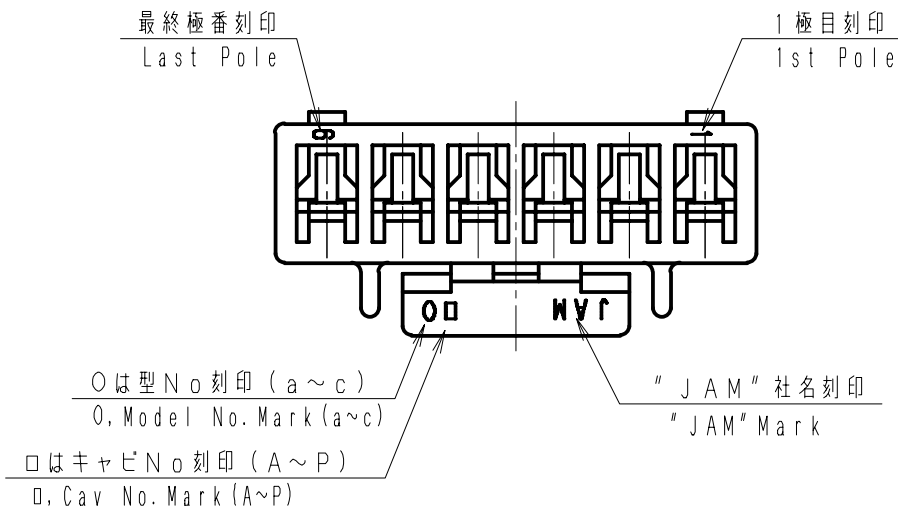 最終極番刻印
Last Pole
1極目刻印
1st Pole
6
1
O□
JAM
○は型No刻印（a～c）
O,Model No.Mark(a~c)
"JAM"社名刻印
"JAM"Mark
□はキャビNo刻印（A～P）
□,Cav No.Mark(A~P)